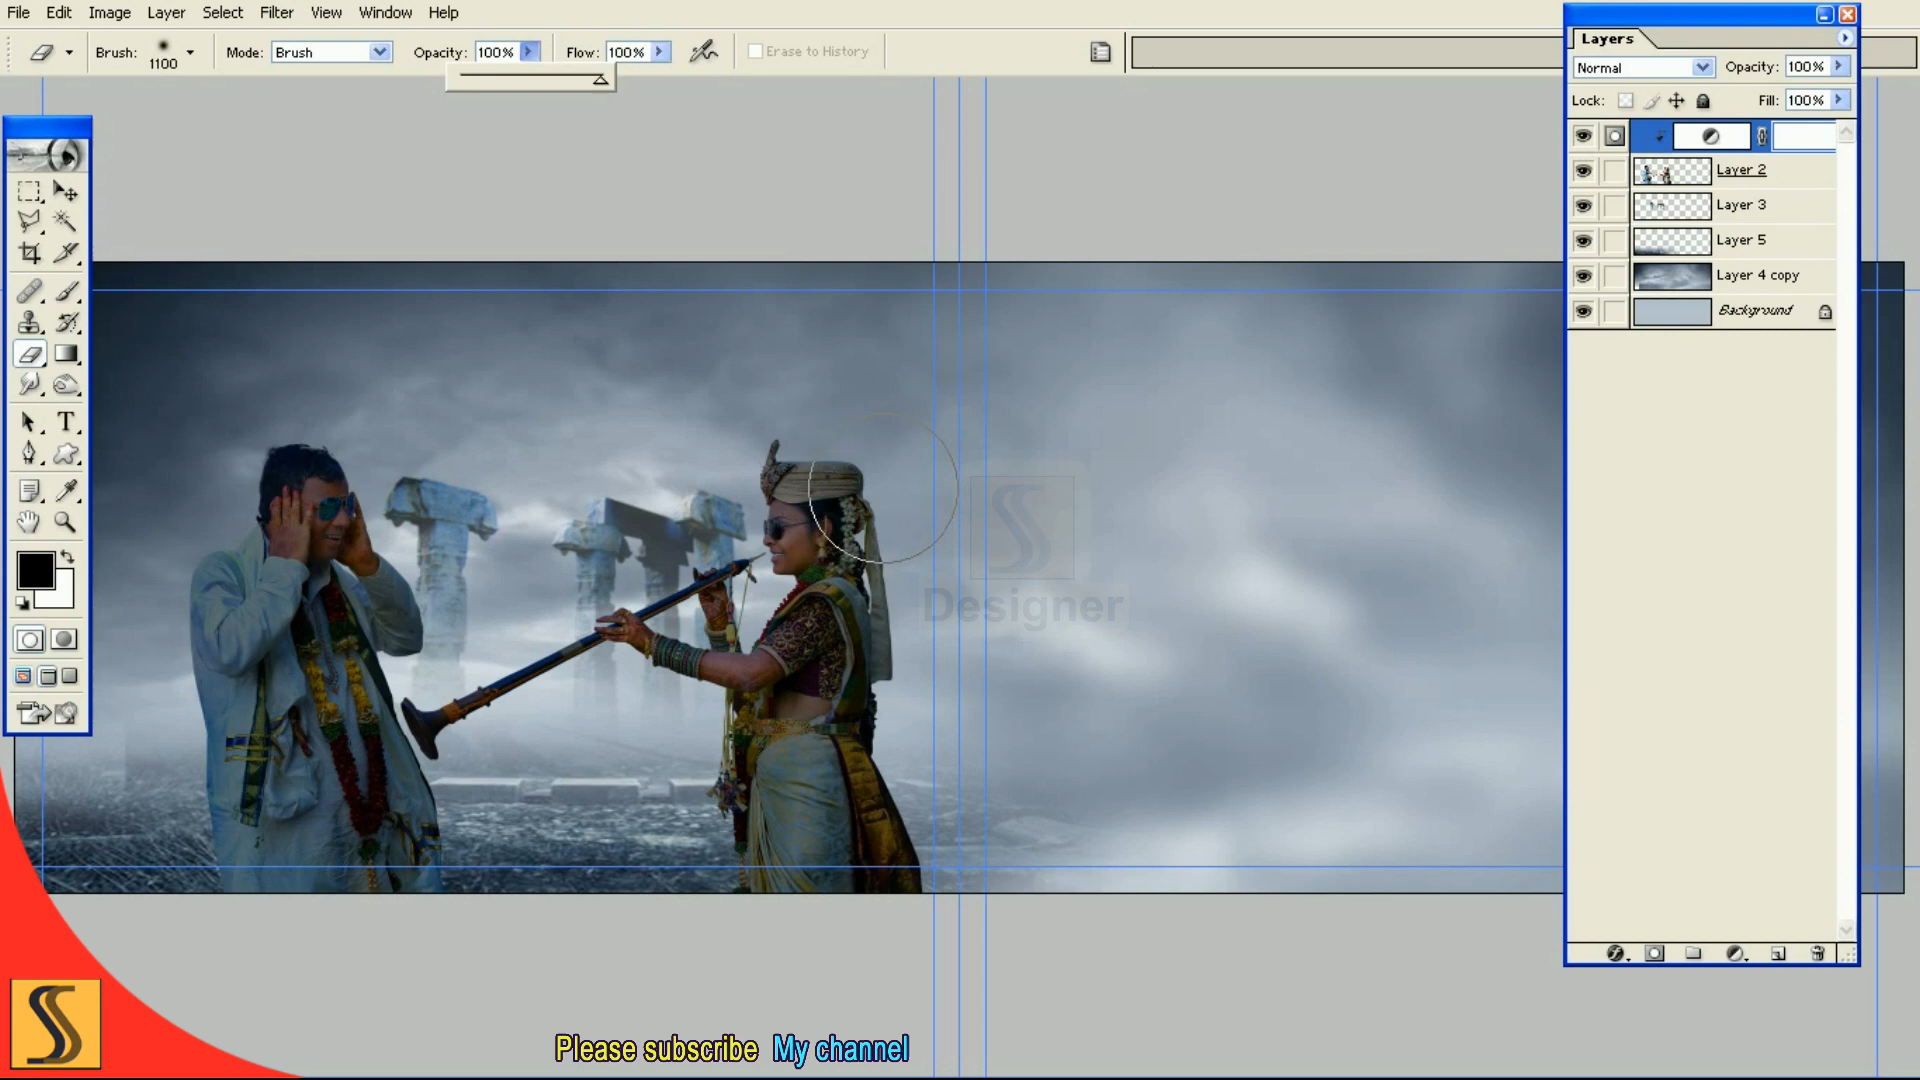 File Edit Image Layer Select Filter View Window Help
Brush: 1100 Mode: Brush Opacity: 100% Flow: 100% Erase to History
Layers
Normal Opacity: 100%
Lock: Fill: 100%
Layer 2
Layer 3
Layer 5
Layer 4 copy
Background
T
Designer
Please subscribe My channel